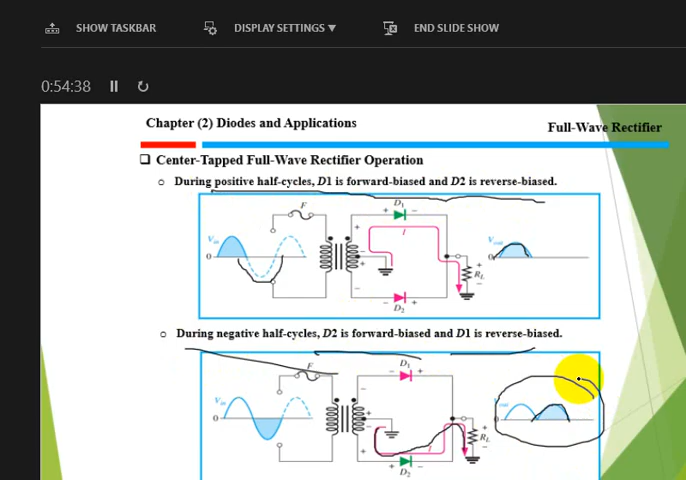 SHOW TASKBAR DISPLAY SETTINGS ▼ END SLIDE SHOW
0:54:38
Chapter (2) Diodes and Applications
Full-Wave Rectifier
❑ Center-Tapped Full-Wave Rectifier Operation
○ During positive half-cycles, D1 is forward-biased and D2 is reverse-biased.
F
D1
+ −
Vin
0
+
I
Vout
0
+
RL
−
− +
D2
○ During negative half-cycles, D2 is forward-biased and D1 is reverse-biased.
F
D1
− +
Vin
0
−
+
I
out
0
+
RL
−
+ −
D2